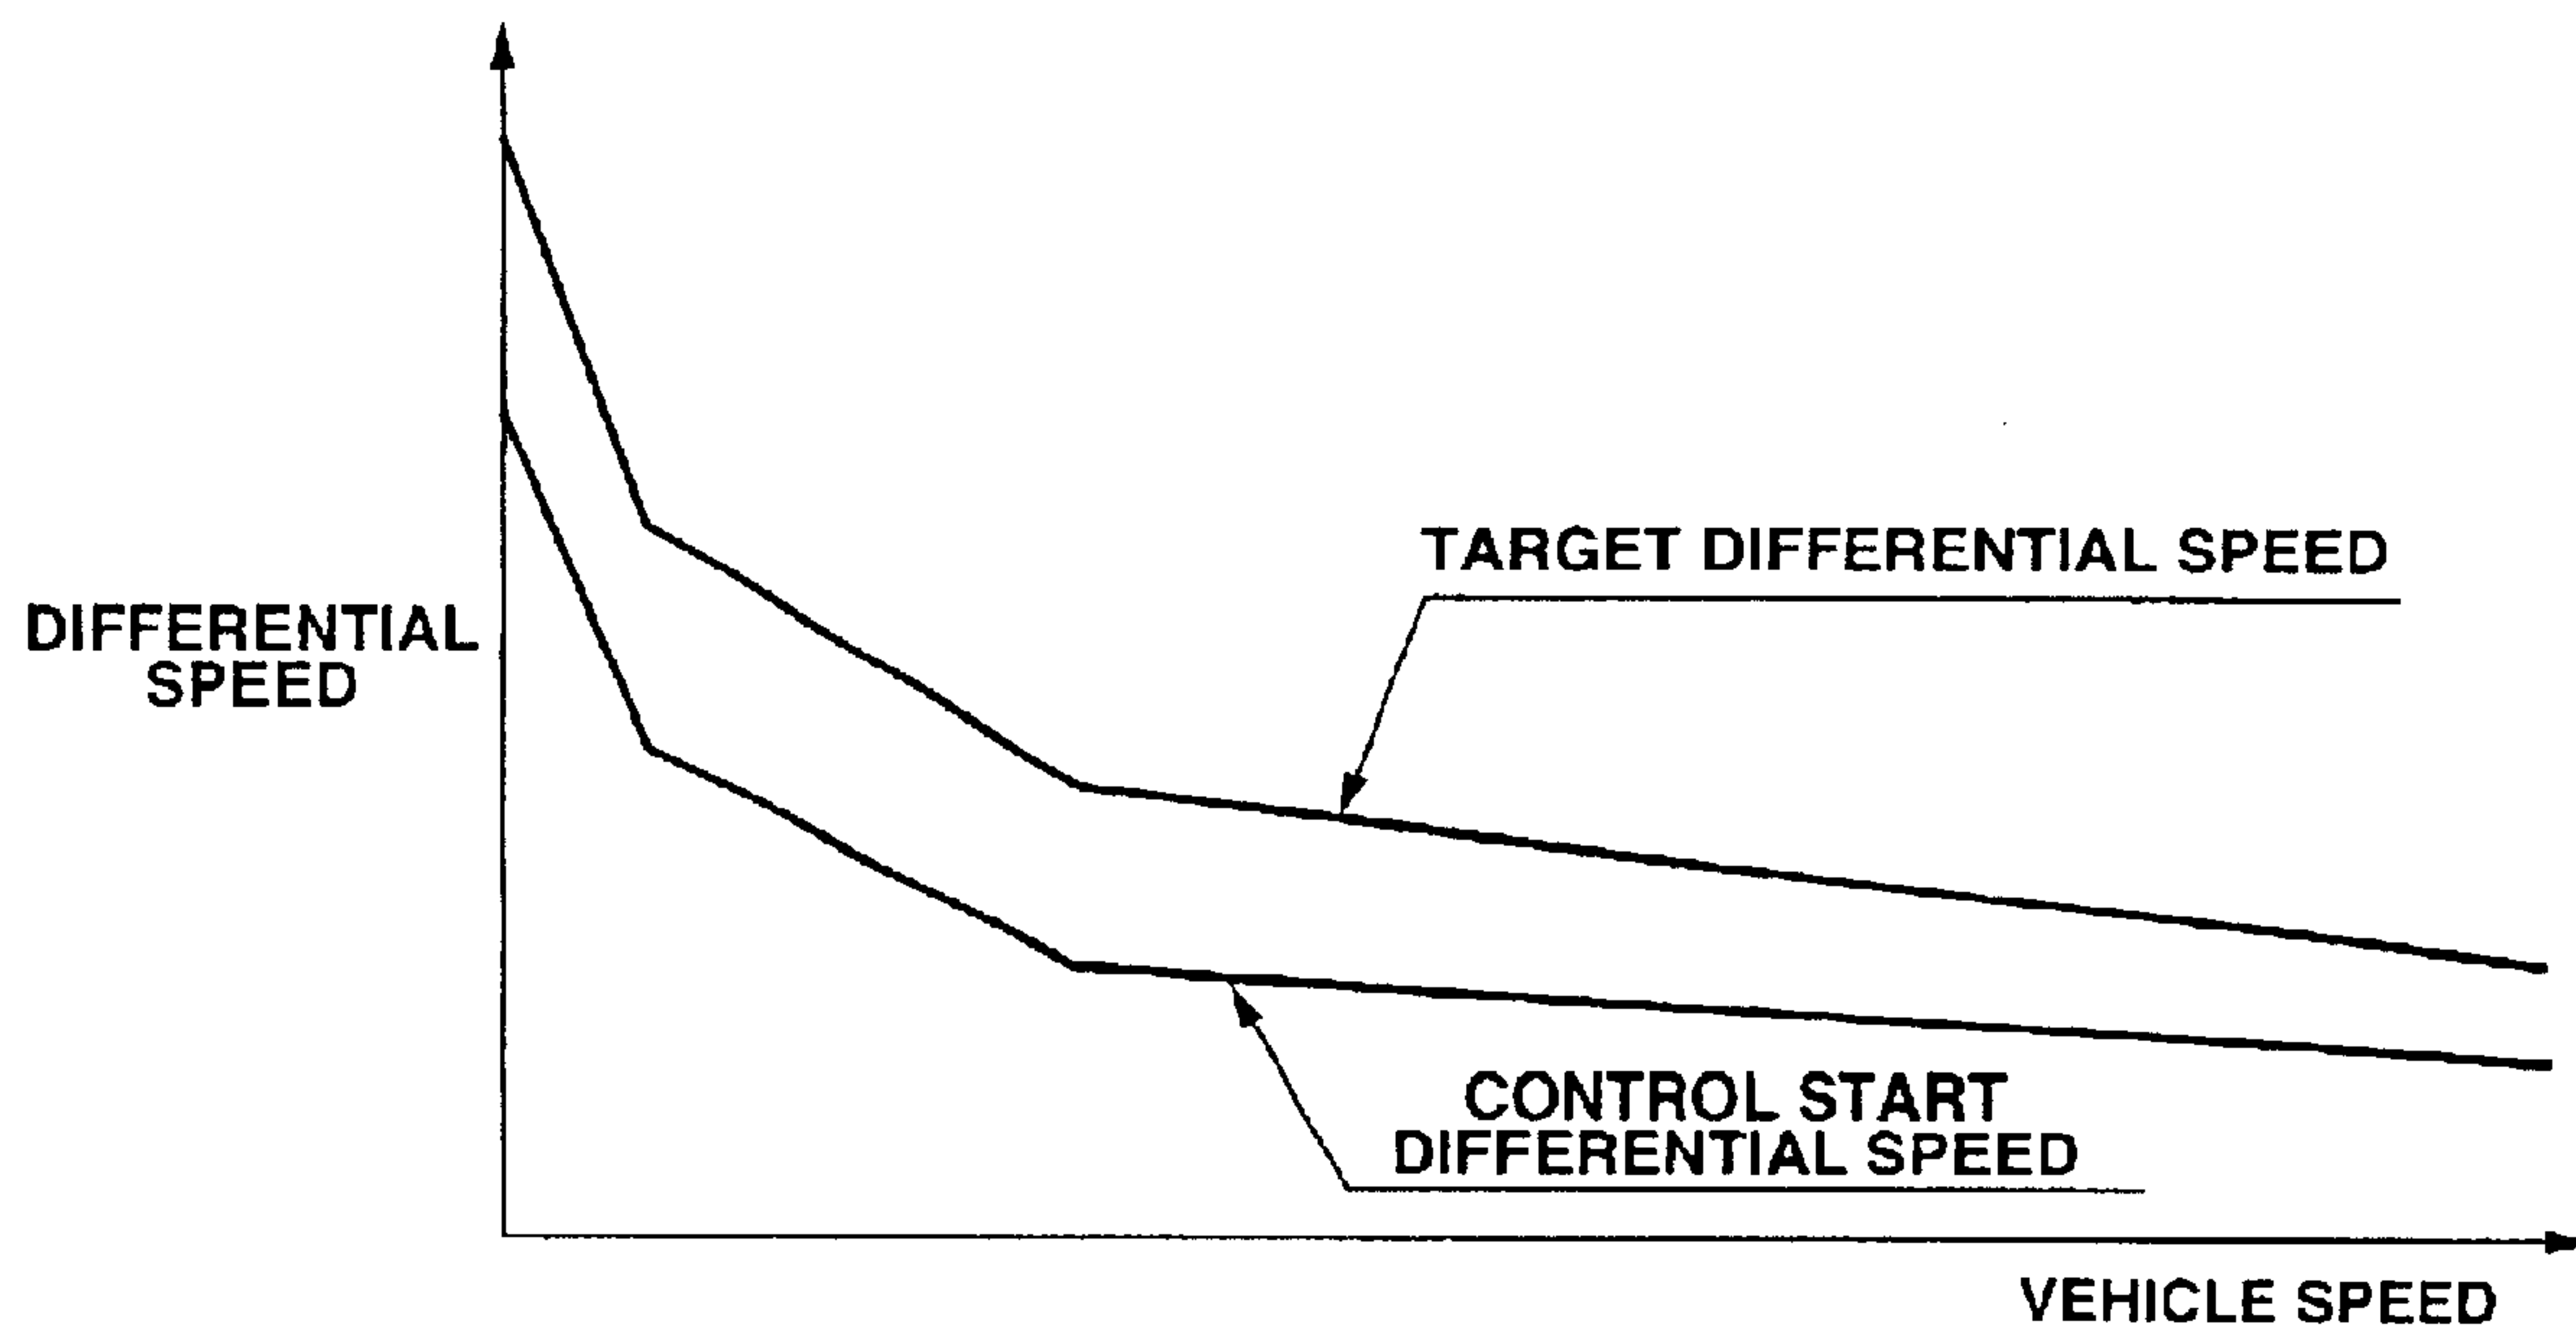 TARGET DIFFERENTIAL SPEED
DIFFERENTIAL
SPEED
CONTROL START
DIFFERENTIAL SPEED
VEHICLE SPEED